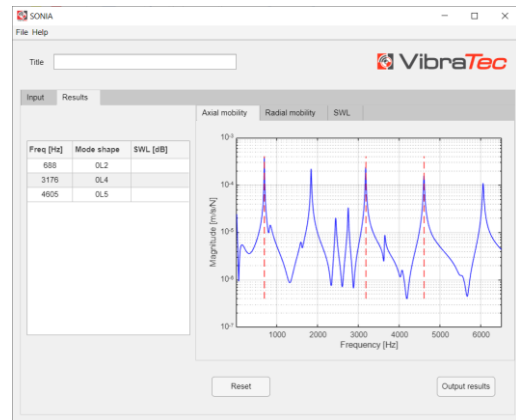 SONIA
File Help
Title
VibraTec
Input Results
Axial mobility Radial mobility SWL
Freq [Hz] Mode shape SWL [dB]
688 0L2
3176 0L4
4605 0L5
10-3
10-4
10-5
10-6
10-7
Magnitude [m/s/N]
1000 2000 3000 4000 5000 6000
Frequency [Hz]
Reset Output results